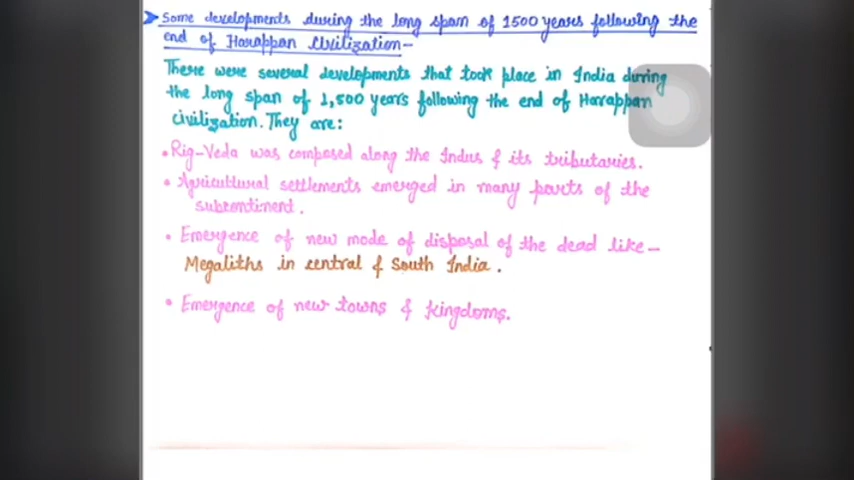 Some developments during the long span of 1500 years following the
end of Harappan Civilization-
There were several developments that took place in India during
the long span of 1,500 years following the end of Harappan
civilization. They are:
• Rig-Veda was composed along the Indus & its tributaries.
• Agricultural settlements emerged in many parts of the
subcontinent.
• Emergence of new mode of disposal of the dead like-
Megaliths in central & South India.
• Emergence of new towns & kingdoms.